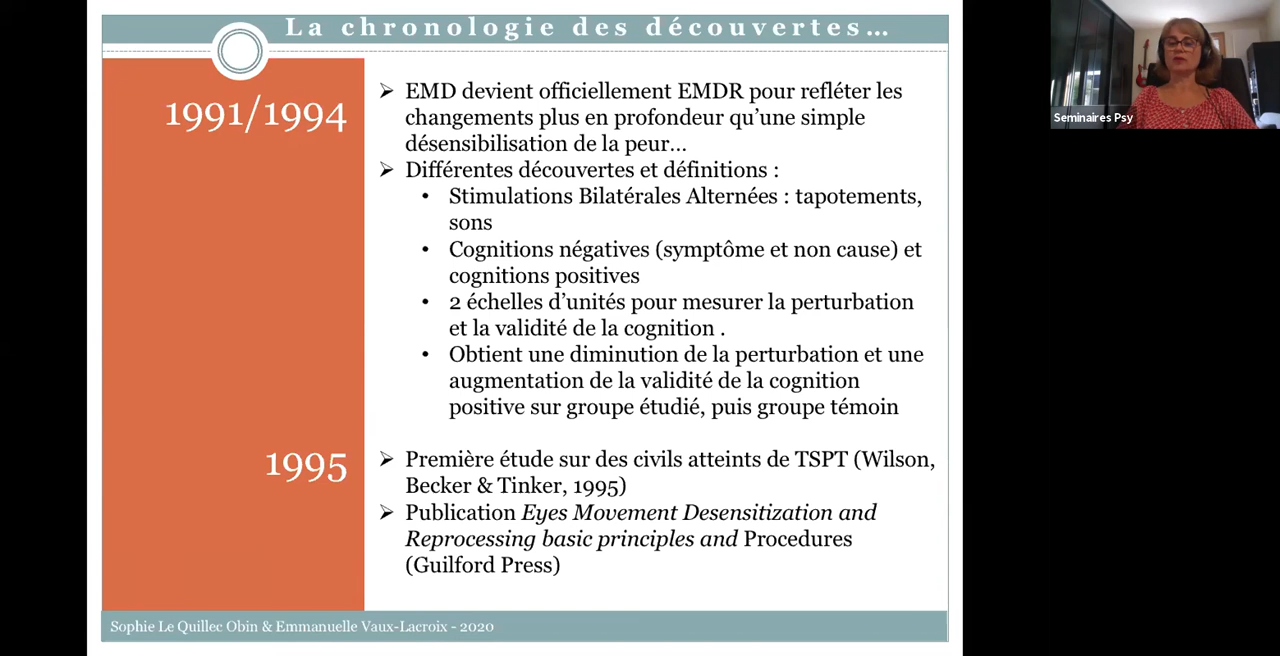 La chronologie des découvertes…
1991/1994
➢ EMD devient officiellement EMDR pour refléter les
changements plus en profondeur qu’une simple
désensibilisation de la peur…
➢ Différentes découvertes et définitions :
• Stimulations Bilatérales Alternées : tapotements,
sons
• Cognitions négatives (symptôme et non cause) et
cognitions positives
• 2 échelles d’unités pour mesurer la perturbation
et la validité de la cognition .
• Obtient une diminution de la perturbation et une
augmentation de la validité de la cognition
positive sur groupe étudié, puis groupe témoin
1995
➢ Première étude sur des civils atteints de TSPT (Wilson,
Becker & Tinker, 1995)
➢ Publication Eyes Movement Desensitization and
Reprocessing basic principles and Procedures
(Guilford Press)
Sophie Le Quillec Obin & Emmanuelle Vaux-Lacroix - 2020
Seminaires Psy